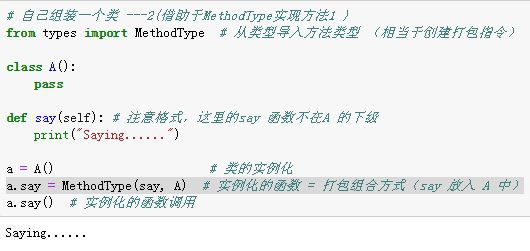 # 自己组装一个类 ---2(借助于MethodType实现方法1 )
from types import MethodType  # 从类型导入方法类型 （相当于创建打包指令）
class A():
pass
def say(self): # 注意格式，这里的say 函数不在A 的下级
print("Saying......")
a = A()  # 类的实例化
a.say = MethodType(say, A)  # 实例化的函数 = 打包组合方式（say 放入 A 中）
a.say()  # 实例化的函数调用
Saying......